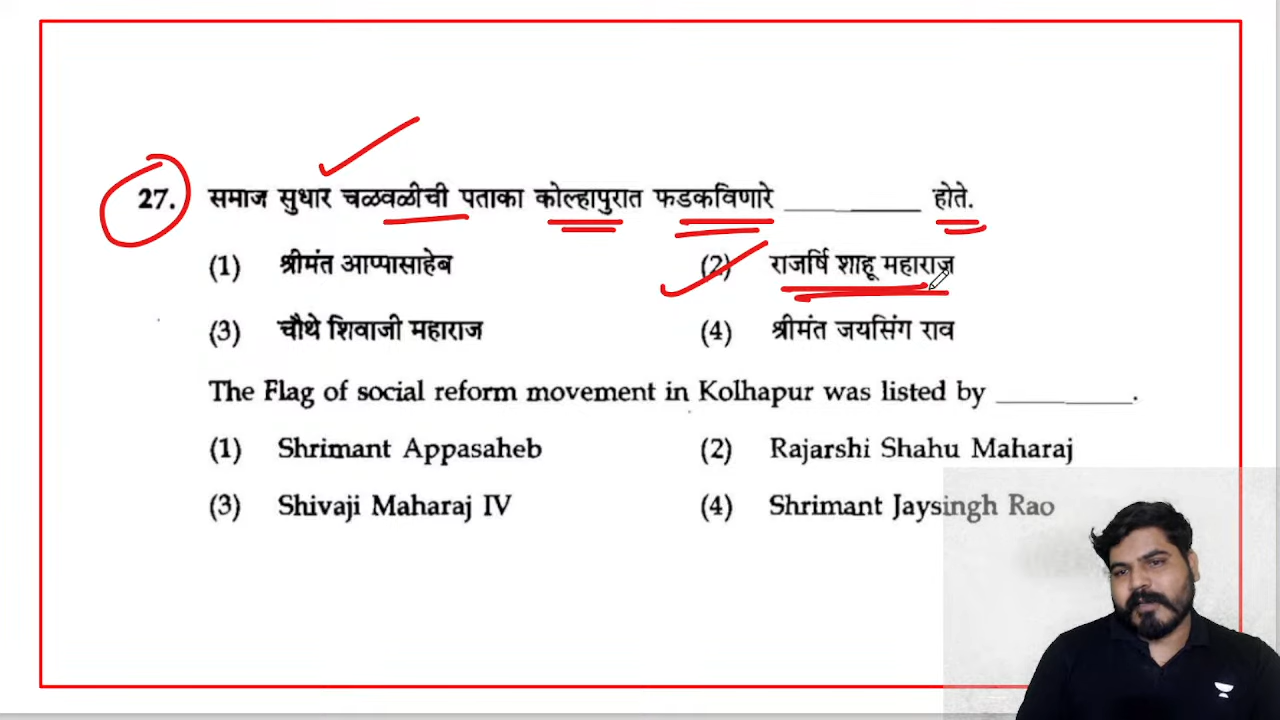 27. समाज सुधार चळवळीची पताका कोल्हापुरात फडकविणारे __________ होते.
(1) श्रीमंत आप्पासाहेब (2) राजर्षि शाहू महाराज
(3) चौथे शिवाजी महाराज (4) श्रीमंत जयसिंग राव
The Flag of social reform movement in Kolhapur was listed by __________.
(1) Shrimant Appasaheb (2) Rajarshi Shahu Maharaj
(3) Shivaji Maharaj IV (4) Shrimant Jaysingh Rao